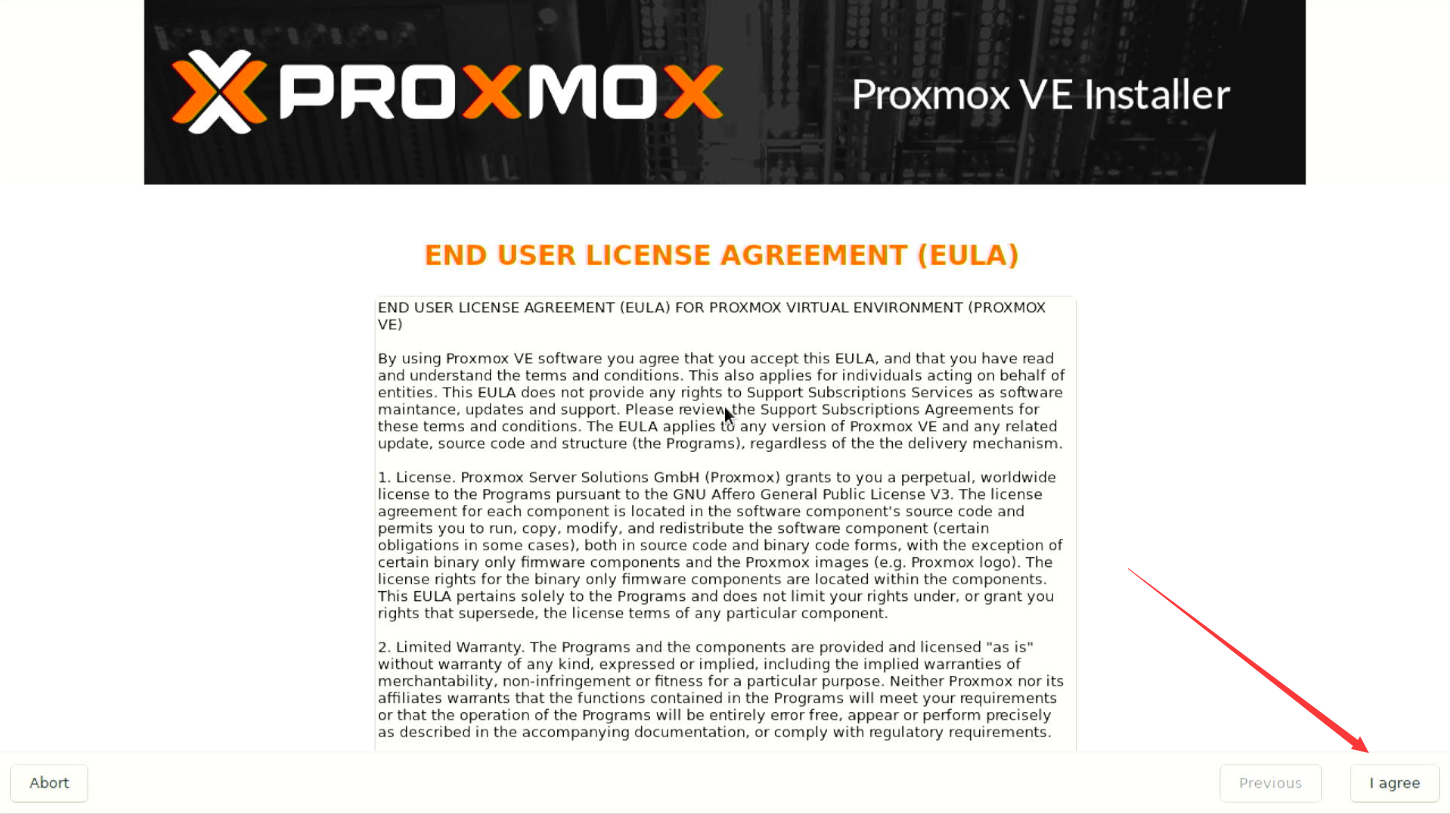 PROXMOX
Proxmox VE Installer
END USER LICENSE AGREEMENT (EULA)
END USER LICENSE AGREEMENT (EULA) FOR PROXMOX VIRTUAL ENVIRONMENT (PROXMOX
VE)
By using Proxmox VE software you agree that you accept this EULA, and that you have read
and understand the terms and conditions. This also applies for individuals acting on behalf of
entities. This EULA does not provide any rights to Support Subscriptions Services as software
maintance, updates and support. Please review the Support Subscriptions Agreements for
these terms and conditions. The EULA applies to any version of Proxmox VE and any related
update, source code and structure (the Programs), regardless of the the delivery mechanism.
1. License. Proxmox Server Solutions GmbH (Proxmox) grants to you a perpetual, worldwide
license to the Programs pursuant to the GNU Affero General Public License V3. The license
agreement for each component is located in the software component's source code and
permits you to run, copy, modify, and redistribute the software component (certain
obligations in some cases), both in source code and binary code forms, with the exception of
certain binary only firmware components and the Proxmox images (e.g. Proxmox logo). The
license rights for the binary only firmware components are located within the components.
This EULA pertains solely to the Programs and does not limit your rights under, or grant you
rights that supersede, the license terms of any particular component.
2. Limited Warranty. The Programs and the components are provided and licensed "as is"
without warranty of any kind, expressed or implied, including the implied warranties of
merchantability, non-infringement or fitness for a particular purpose. Neither Proxmox nor its
affiliates warrants that the functions contained in the Programs will meet your requirements
or that the operation of the Programs will be entirely error free, appear or perform precisely
as described in the accompanying documentation, or comply with regulatory requirements.
Abort
Previous
I agree